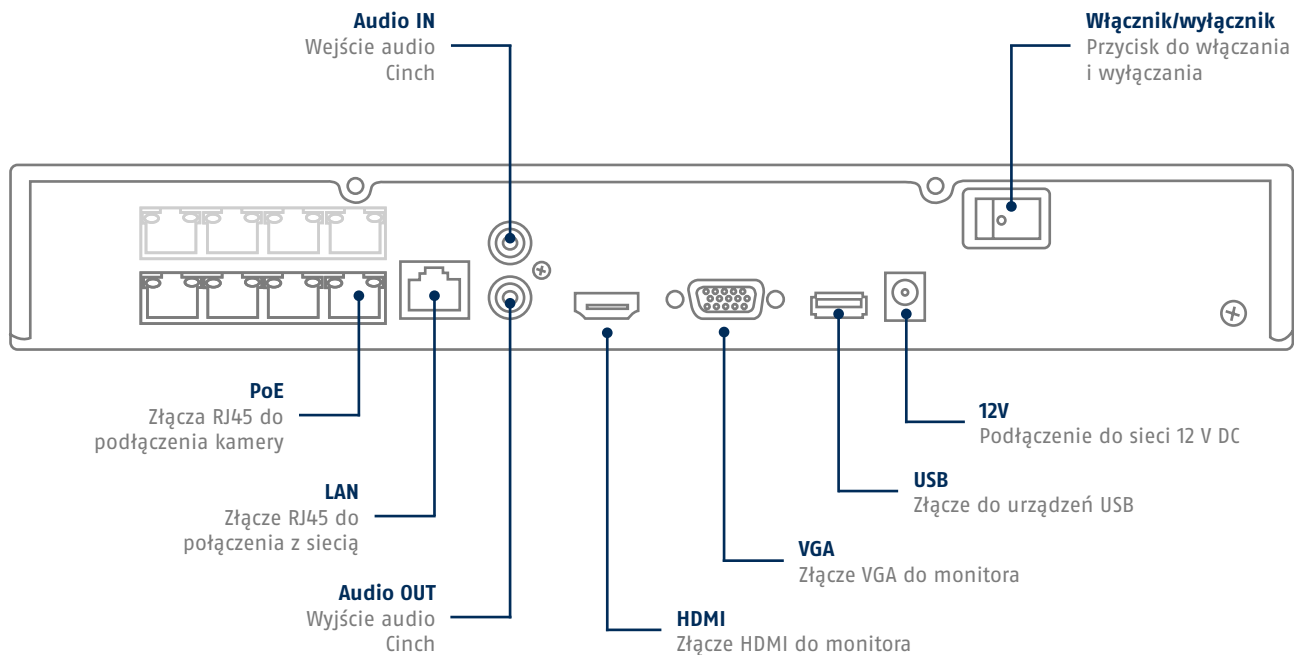 Audio IN
Wejście audio
Cinch
Włącznik/wyłącznik
Przycisk do włączania
i wyłączania
PoE
Złącza RJ45 do
podłączenia kamery
LAN
Złącze RJ45 do
połączenia z siecią
Audio OUT
Wyjście audio
Cinch
HDMI
Złącze HDMI do monitora
VGA
Złącze VGA do monitora
USB
Złącze do urządzeń USB
12V
Podłączenie do sieci 12 V DC